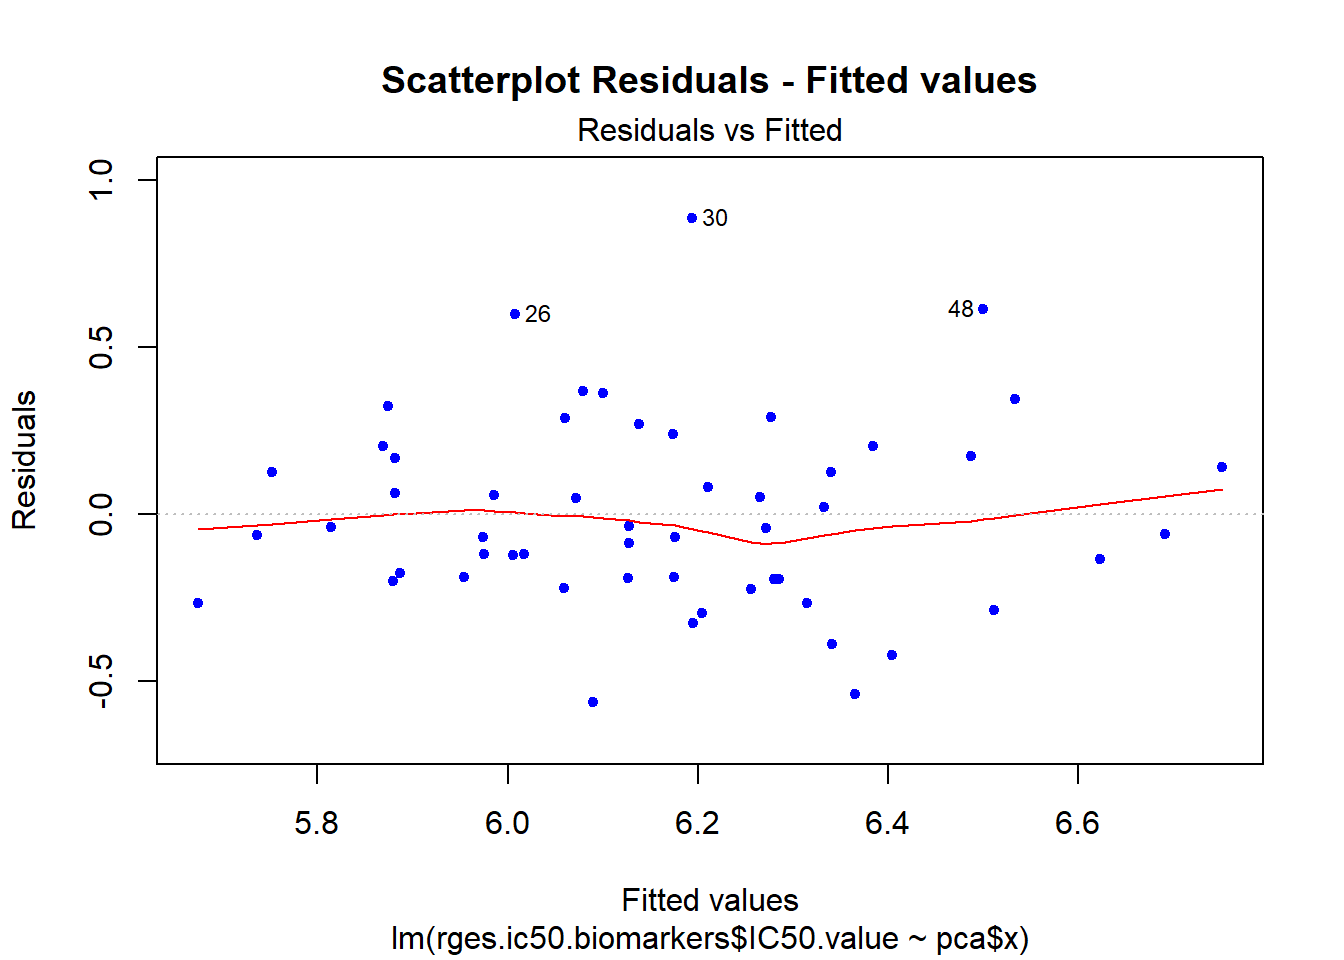 Scatterplot Residuals - Fitted values
Residuals vs Fitted
1.0
30
26
48
0.5
Residuals
0.0
-0.5
5.8 6.0 6.2 6.4 6.6
Fitted values
lm(rges.ic50.biomarkers$IC50.value ~ pca$x)